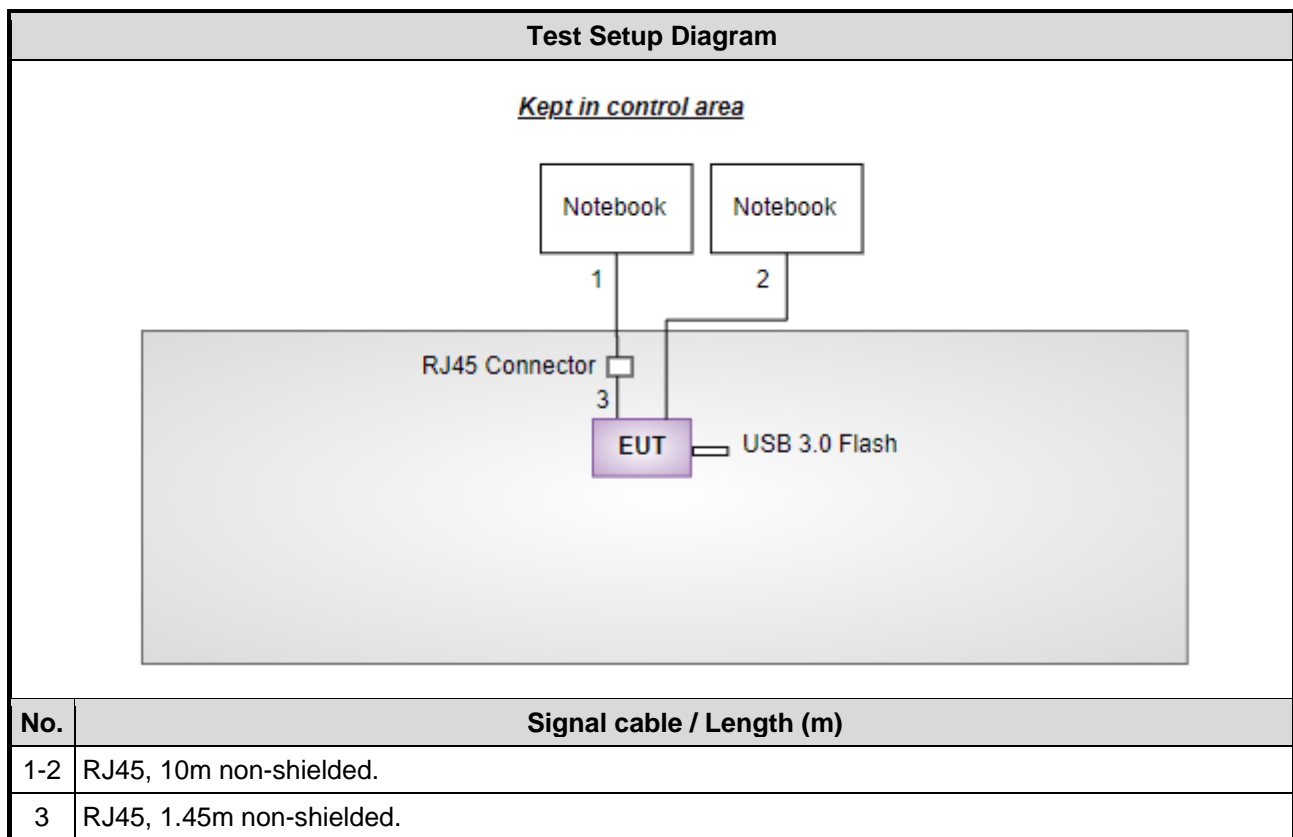 Test Setup Diagram
Kept in control area
Notebook
Notebook
1
2
RJ45 Connector
3
EUT
USB 3.0 Flash
No. Signal cable / Length (m)
1-2 RJ45, 10m non-shielded.
3 RJ45, 1.45m non-shielded.